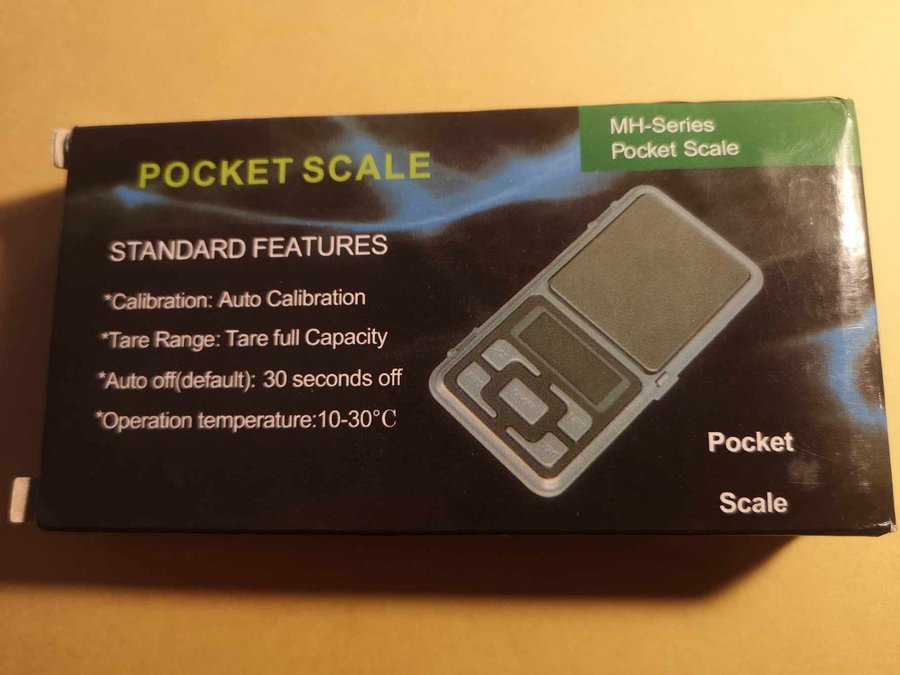 MH-Series
Pocket Scale
POCKET SCALE
STANDARD FEATURES
*Calibration: Auto Calibration
*Tare Range: Tare full Capacity
*Auto off(default): 30 seconds off
*Operation temperature:10-30°C
Pocket
Scale